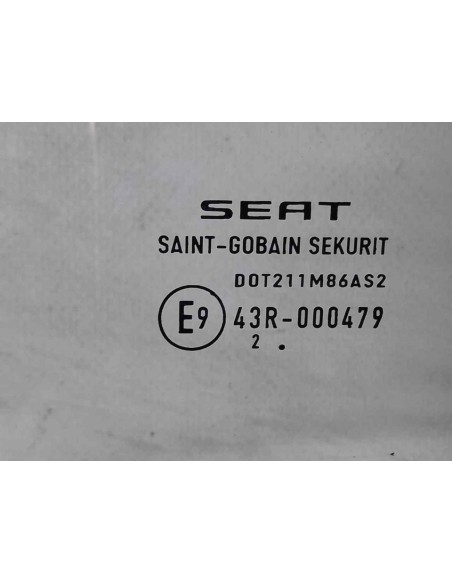 SEAT
SAINT-GOBAIN SEKURIT
DOT211M86AS2
E9 43R-000479
2 .